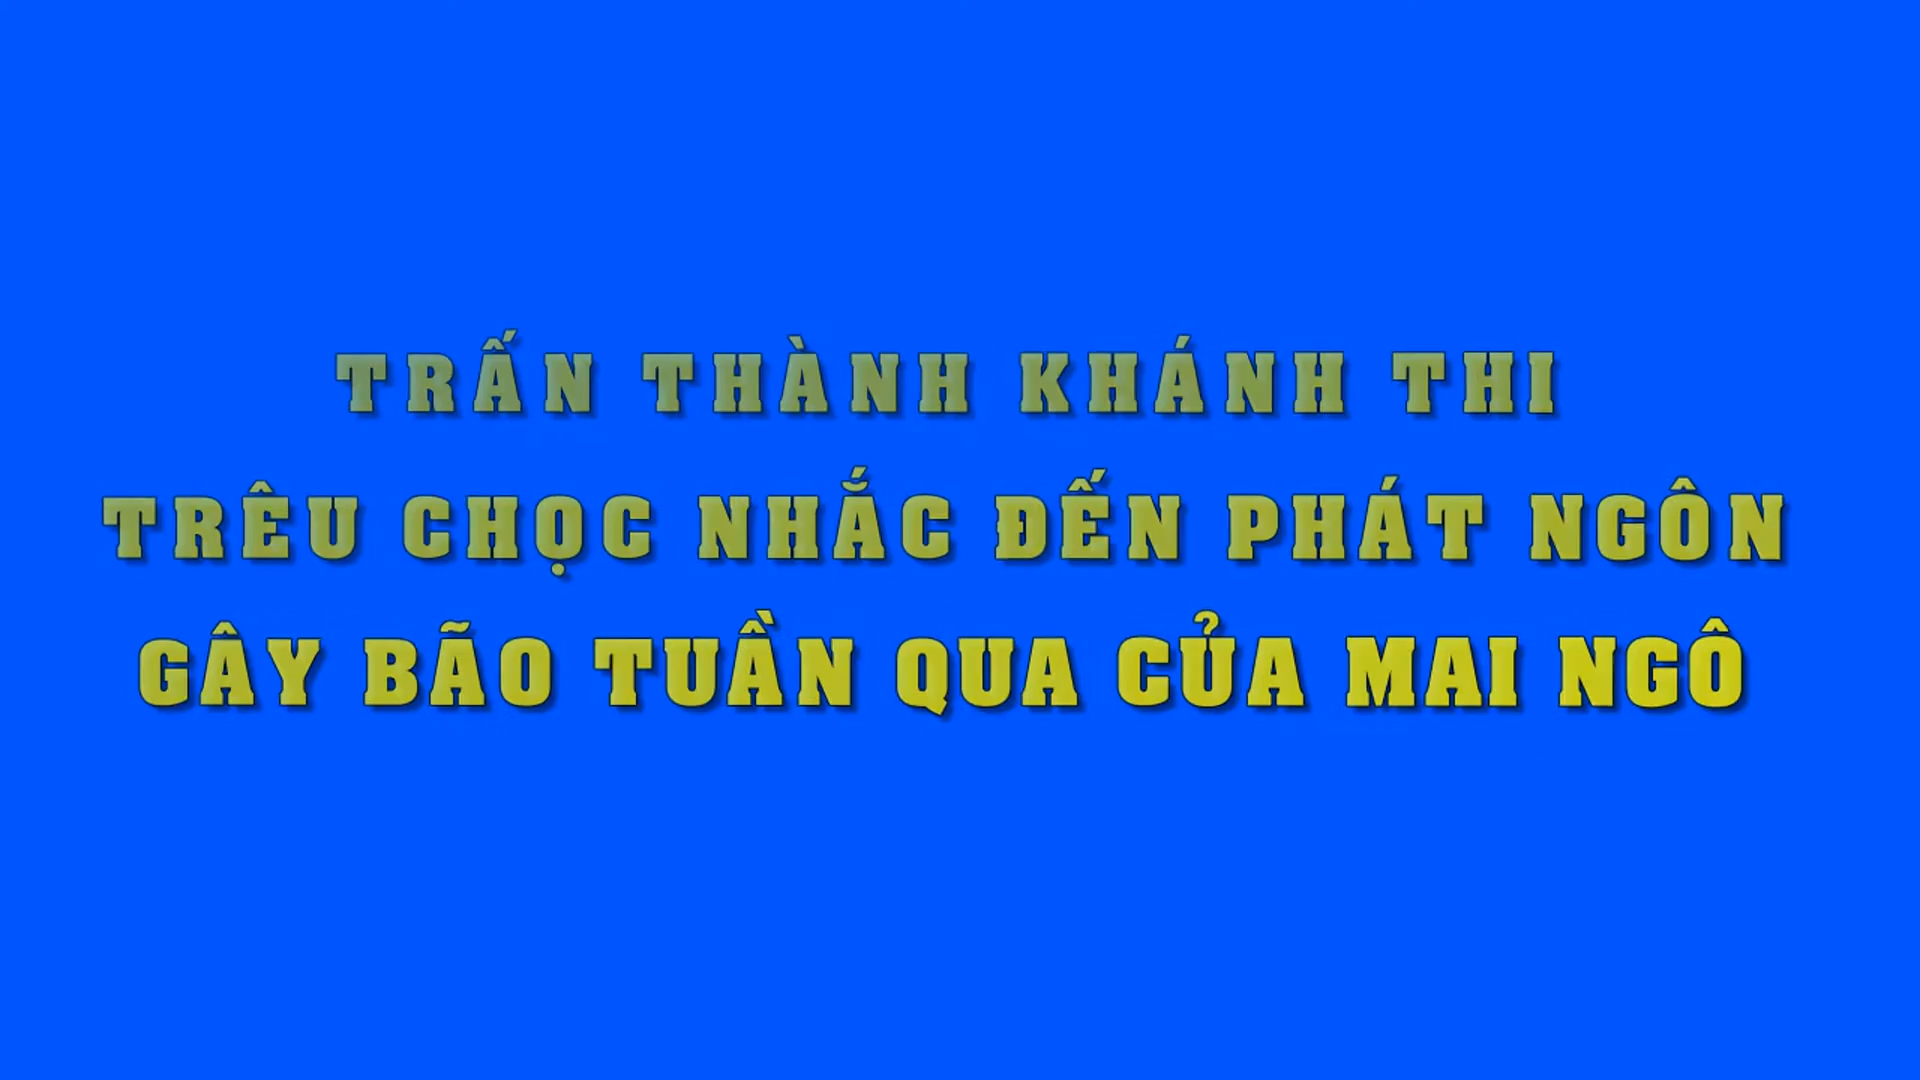 TRẤN THÀNH KHÁNH THI
TRÊU CHỌC NHẮC ĐẾN PHÁT NGÔN
GÂY BÃO TUẦN QUA CỦA MAI NGÔ